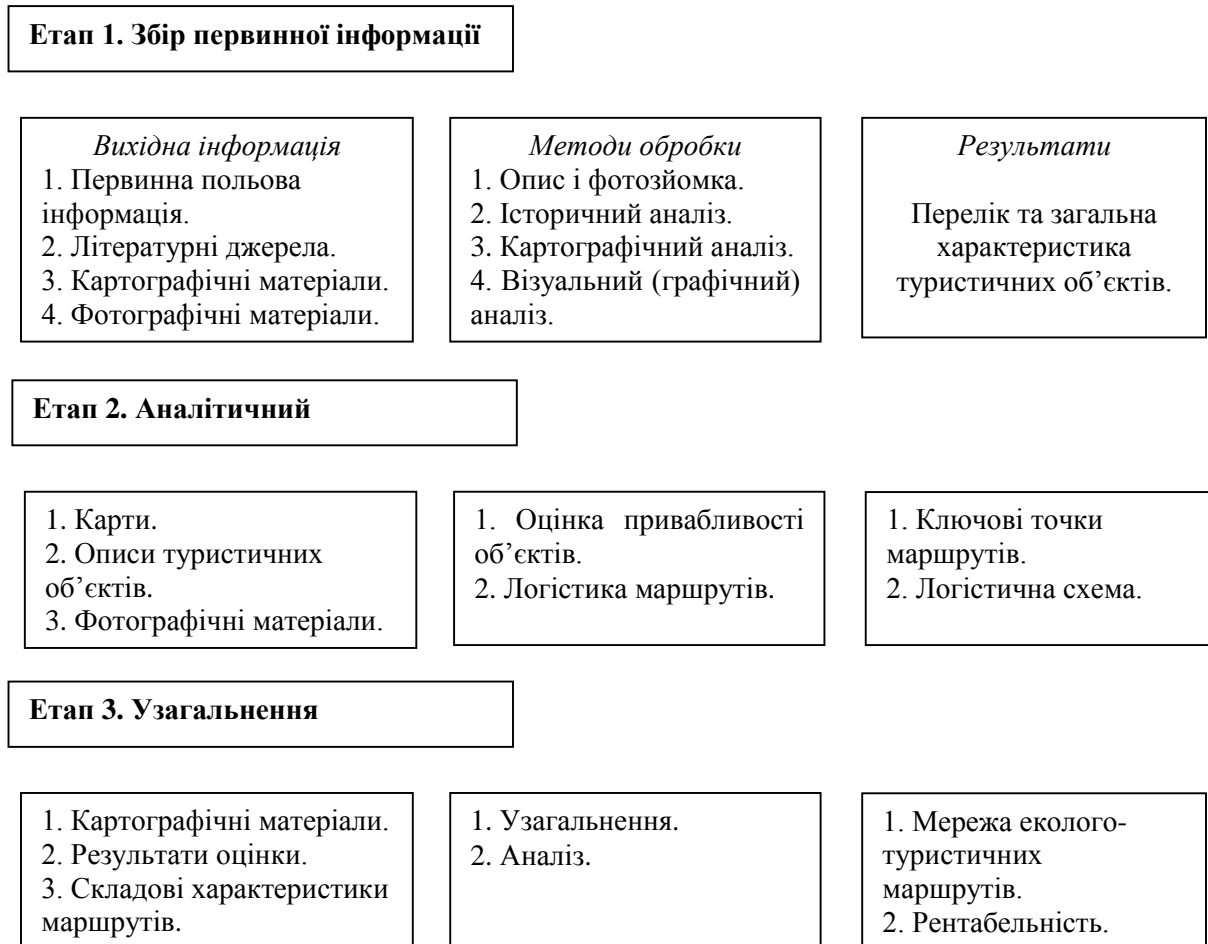 Етап 1. Збір первинної інформації
Вихідна інформація
1. Первинна польова
інформація.
2. Літературні джерела.
3. Картографічні матеріали.
4. Фотографічні матеріали.
Методи обробки
1. Опис і фотозйомка.
2. Історичний аналіз.
3. Картографічний аналіз.
4. Візуальний (графічний)
аналіз.
Результати
Перелік та загальна
характеристика
туристичних об’єктів.
Етап 2. Аналітичний
1. Карти.
2. Описи туристичних
об’єктів.
3. Фотографічні матеріали.
1. Оцінка привабливості
об’єктів.
2. Логістика маршрутів.
1. Ключові точки
маршрутів.
2. Логістична схема.
Етап 3. Узагальнення
1. Картографічні матеріали.
2. Результати оцінки.
3. Складові характеристики
маршрутів.
1. Узагальнення.
2. Аналіз.
1. Мережа еколого-
туристичних
маршрутів.
2. Рентабельність.